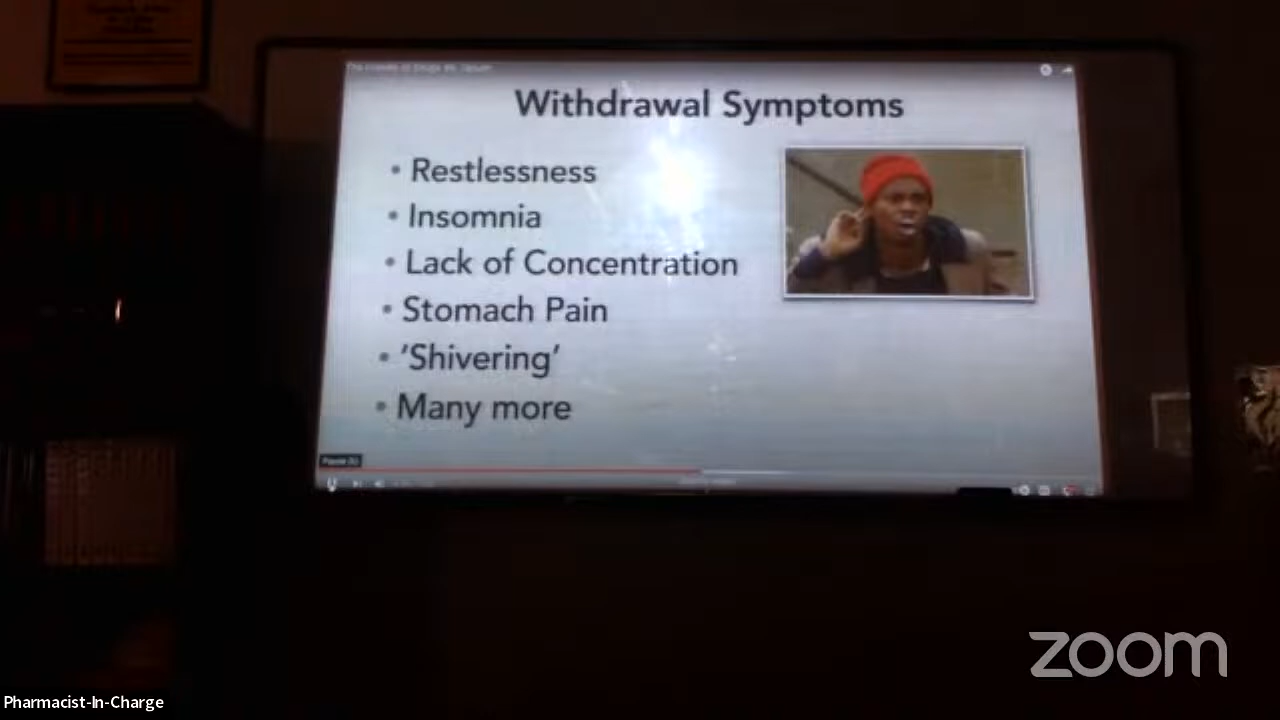 Withdrawal Symptoms
• Restlessness
• Insomnia
• Lack of Concentration
• Stomach Pain
• 'Shivering'
• Many more
zoom
Pharmacist-In-Charge